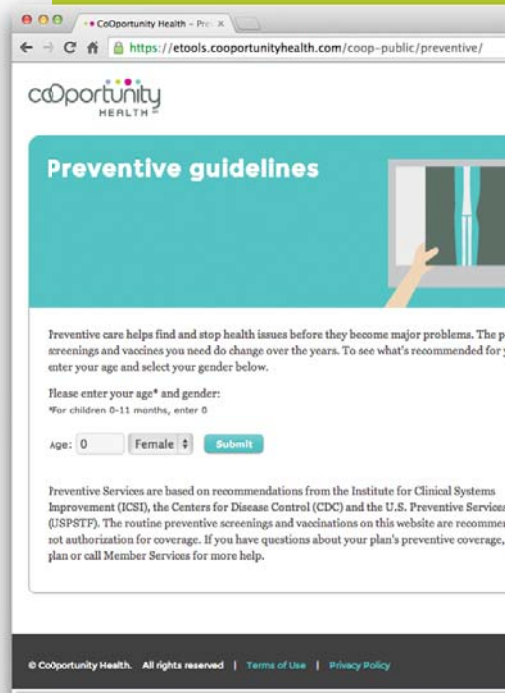 CoOportunity Health – Pre
https://etools.cooportunityhealth.com/coop-public/preventive/
coOportunity
HEALTH
Preventive guidelines
Preventive care helps find and stop health issues before they become major problems. The p
screenings and vaccines you need do change over the years. To see what's recommended for
enter your age and select your gender below.
Please enter your age* and gender:
*For children 0-11 months, enter 0
Age: 0 Female Submit
Preventive Services are based on recommendations from the Institute for Clinical Systems
Improvement (ICSI), the Centers for Disease Control (CDC) and the U.S. Preventive Services
(USPSTF). The routine preventive screenings and vaccinations on this website are recommen
not authorization for coverage. If you have questions about your plan's preventive coverage,
plan or call Member Services for more help.
© CoOportunity Health. All rights reserved | Terms of Use | Privacy Policy